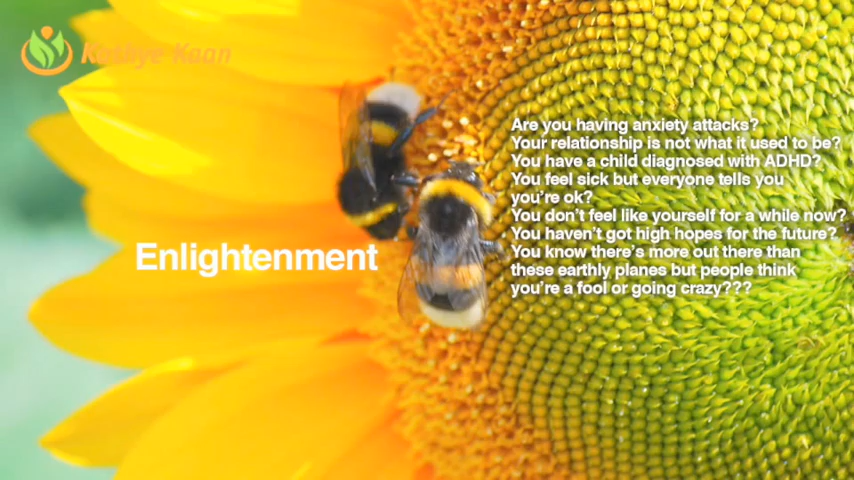 Kathye Kaan
Enlightenment
Are you having anxiety attacks?
Your relationship is not what it used to be?
You have a child diagnosed with ADHD?
You feel sick but everyone tells you
you're ok?
You don't feel like yourself for a while now?
You haven't got high hopes for the future?
You know there's more out there than
these earthly planes but people think
you're a fool or going crazy???